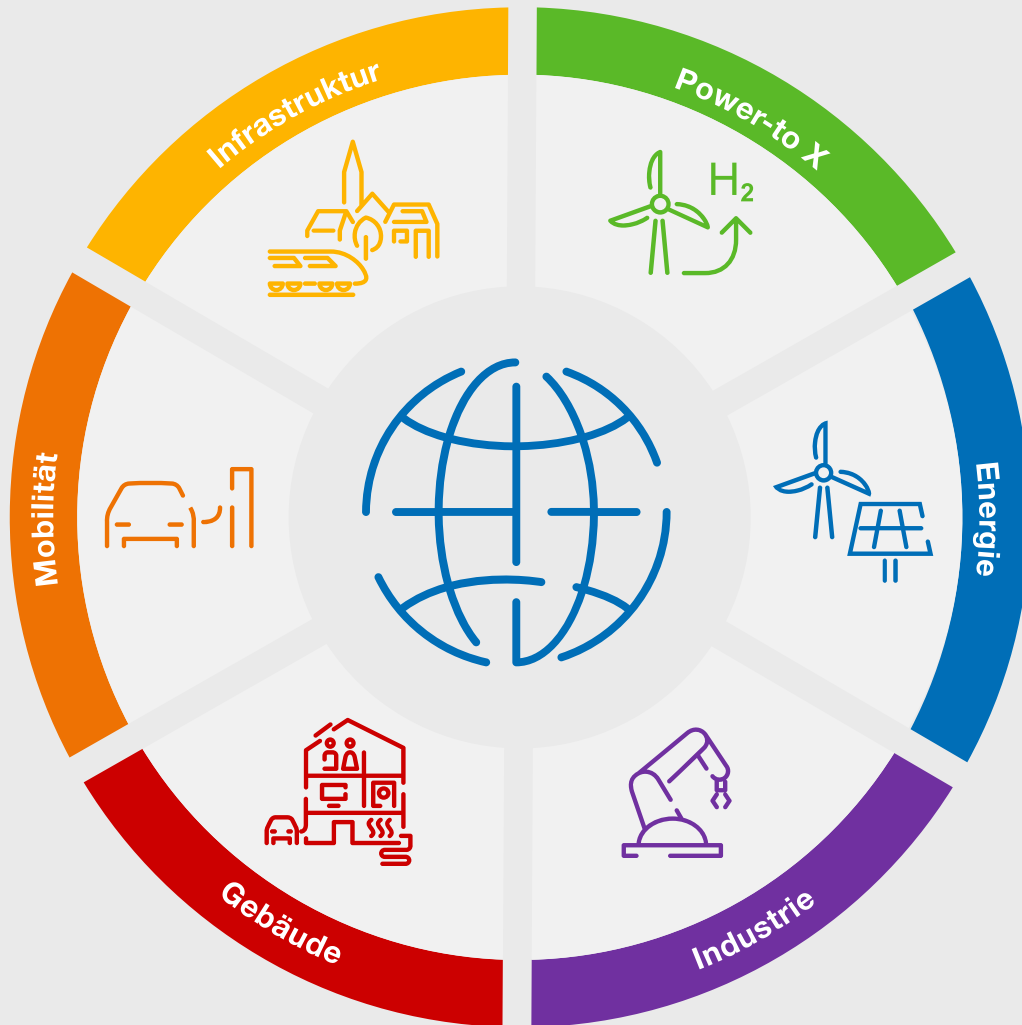 Infrastruktur
Power-to X
H₂
Mobilität
Energie
Gebäude
Industrie